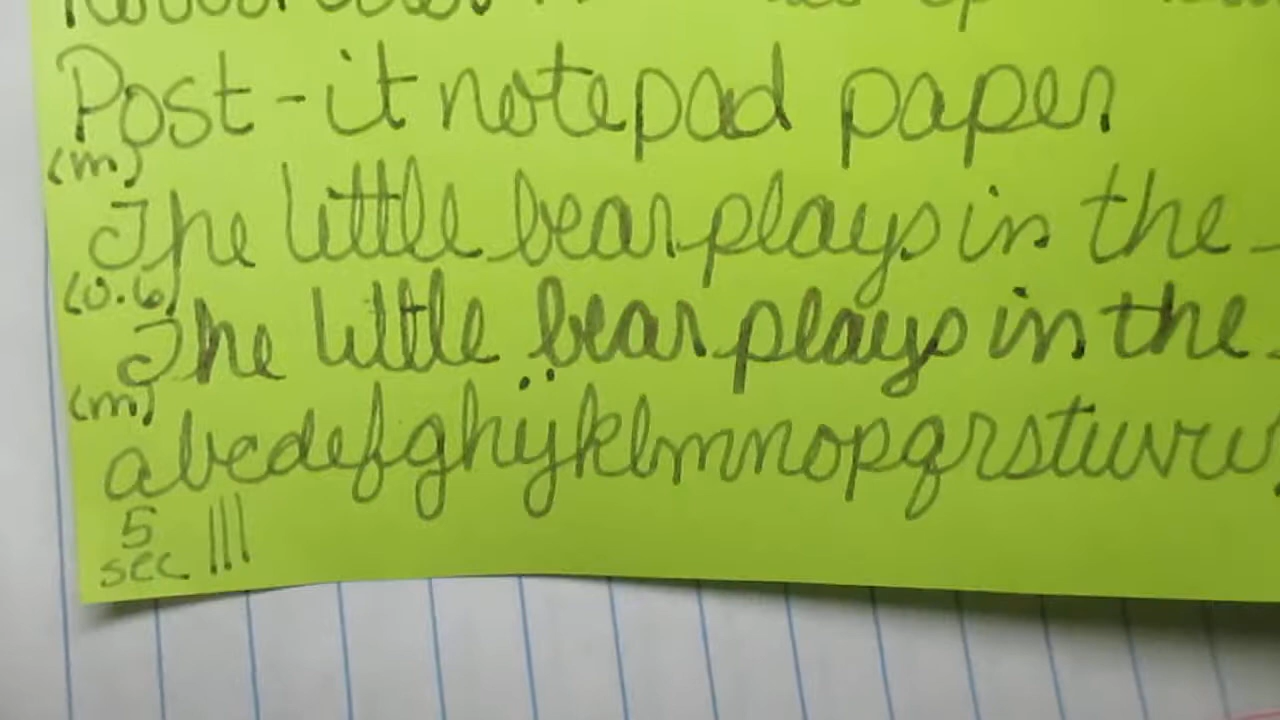 Post-it notepad paper
(m)
The little bear plays in the
(0.6)
The little bear plays in the
(m)
abcdefghijklmnopqrstuvw
5
sec |||